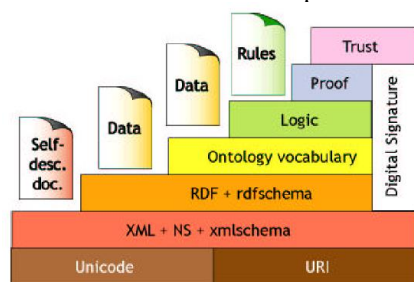 Rules
Trust
Data
Proof
Data
Logic
Self-
desc.
doc.
Ontology vocabulary
Digital Signature
RDF + rdfschema
XML + NS + xmlschema
Unicode
URI